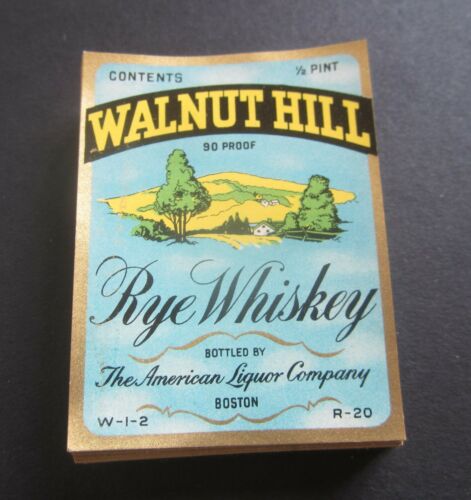 CONTENTS ½ PINT
WALNUT HILL
90 PROOF
Rye Whiskey
BOTTLED BY
The American Liquor Company
BOSTON
W-1-2 R-20